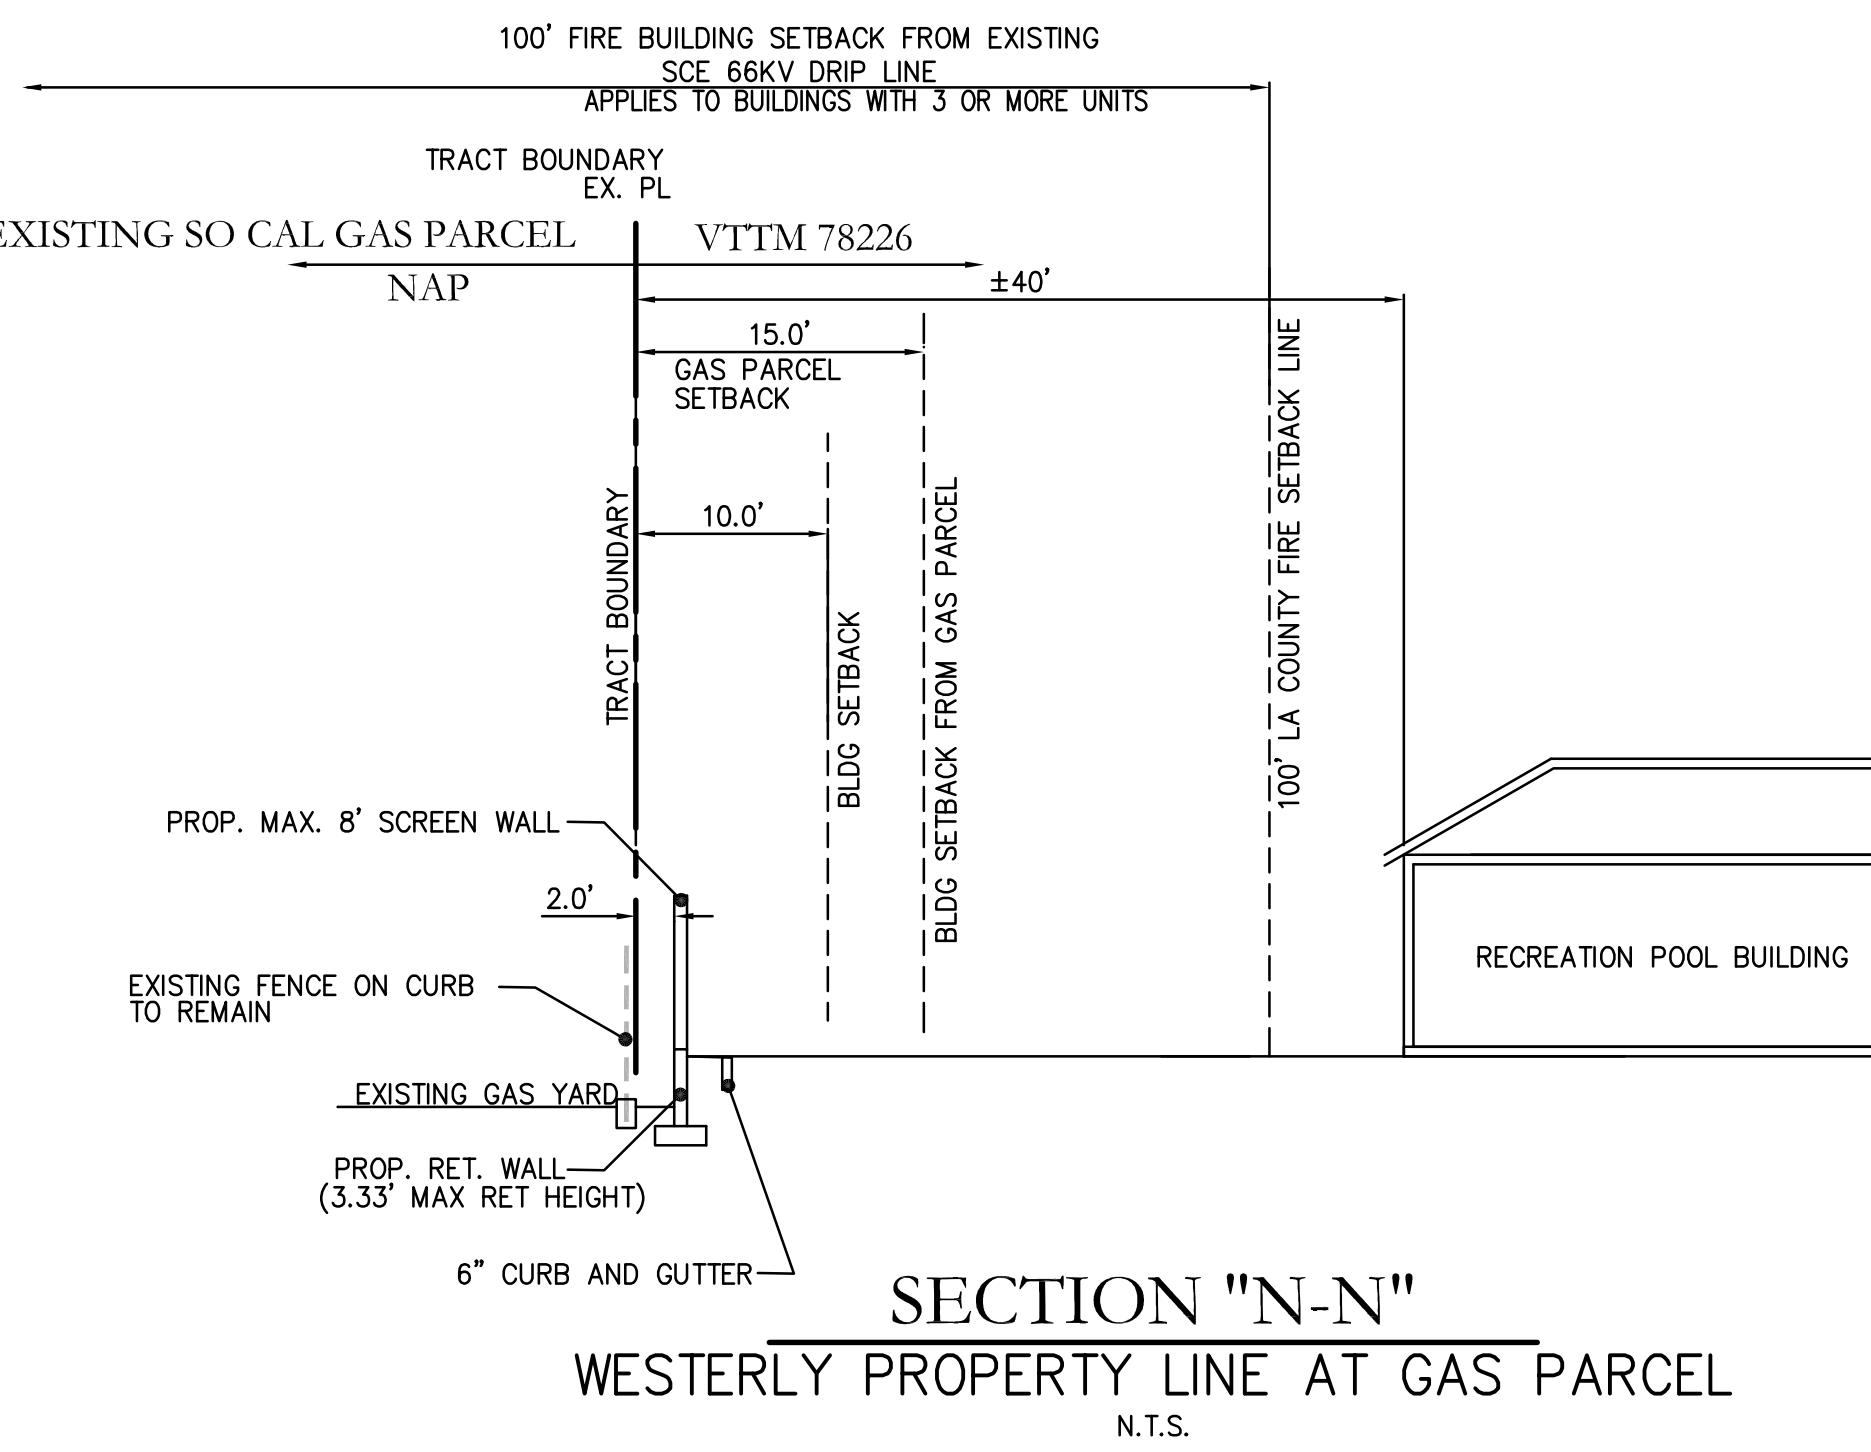 100' FIRE BUILDING SETBACK FROM EXISTING
SCE 66KV DRIP LINE
APPLIES TO BUILDINGS WITH 3 OR MORE UNITS
TRACT BOUNDARY
EX. PL
EXISTING SO CAL GAS PARCEL
NAP
VTTM 78226
±40'
15.0'
GAS PARCEL
SETBACK
10.0'
TRACT BOUNDARY
BLDG SETBACK
BLDG SETBACK FROM GAS PARCEL
100' LA COUNTY FIRE SETBACK LINE
PROP. MAX. 8' SCREEN WALL
2.0'
EXISTING FENCE ON CURB
TO REMAIN
RECREATION POOL BUILDING
EXISTING GAS YARD
PROP. RET. WALL
(3.33' MAX RET HEIGHT)
6" CURB AND GUTTER
SECTION "N-N"
WESTERLY PROPERTY LINE AT GAS PARCEL
N.T.S.